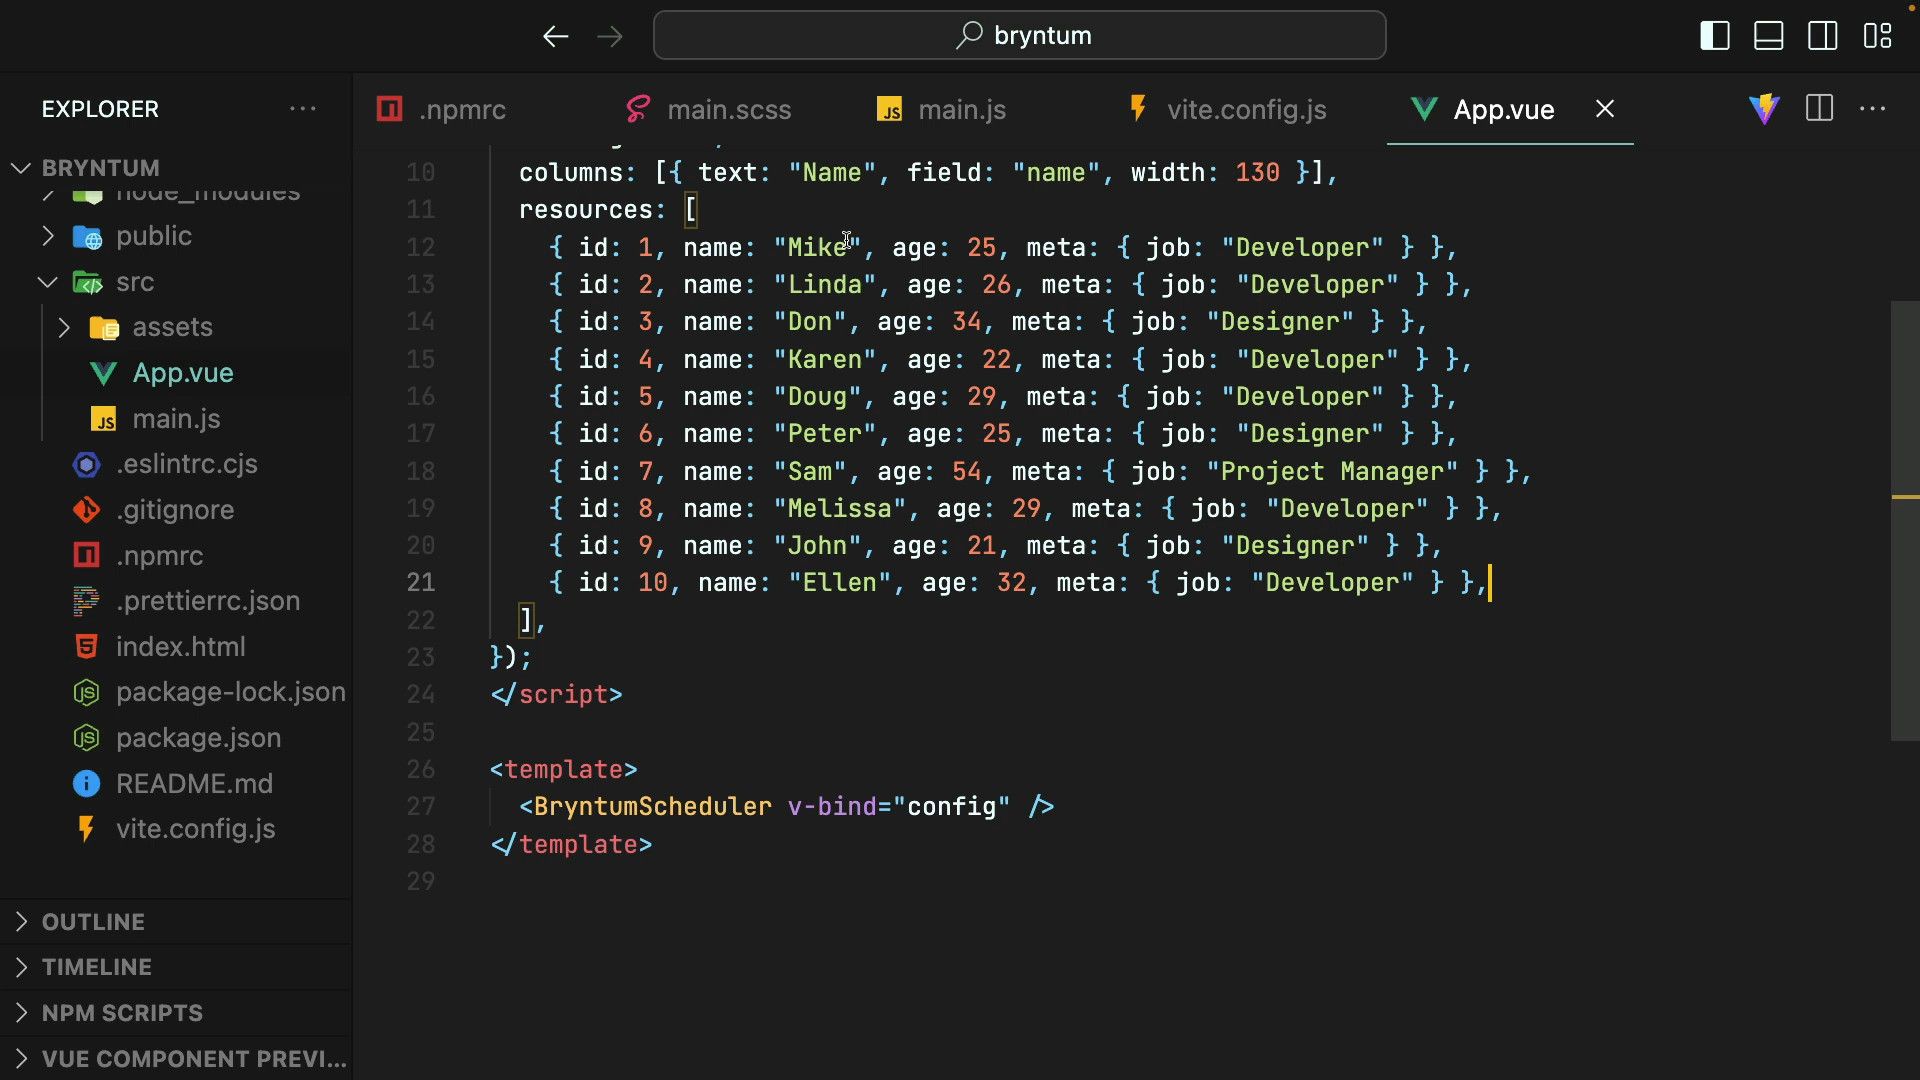 bryntum
EXPLORER
.npmrc
main.scss
JS main.js
vite.config.js
App.vue
BRYNTUM
node_modules
public
src
assets
App.vue
JS main.js
.eslintrc.cjs
.gitignore
.npmrc
.prettierrc.json
index.html
package-lock.json
package.json
README.md
vite.config.js
OUTLINE
TIMELINE
NPM SCRIPTS
VUE COMPONENT PREVI...
10 columns: [{ text: "Name", field: "name", width: 130 }],
11 resources: [
12 { id: 1, name: "Mike", age: 25, meta: { job: "Developer" } },
13 { id: 2, name: "Linda", age: 26, meta: { job: "Developer" } },
14 { id: 3, name: "Don", age: 34, meta: { job: "Designer" } },
15 { id: 4, name: "Karen", age: 22, meta: { job: "Developer" } },
16 { id: 5, name: "Doug", age: 29, meta: { job: "Developer" } },
17 { id: 6, name: "Peter", age: 25, meta: { job: "Designer" } },
18 { id: 7, name: "Sam", age: 54, meta: { job: "Project Manager" } },
19 { id: 8, name: "Melissa", age: 29, meta: { job: "Developer" } },
20 { id: 9, name: "John", age: 21, meta: { job: "Designer" } },
21 { id: 10, name: "Ellen", age: 32, meta: { job: "Developer" } },
22 ],
23 });
24 </script>
25
26 <template>
27 <BryntumScheduler v-bind="config" />
28 </template>
29